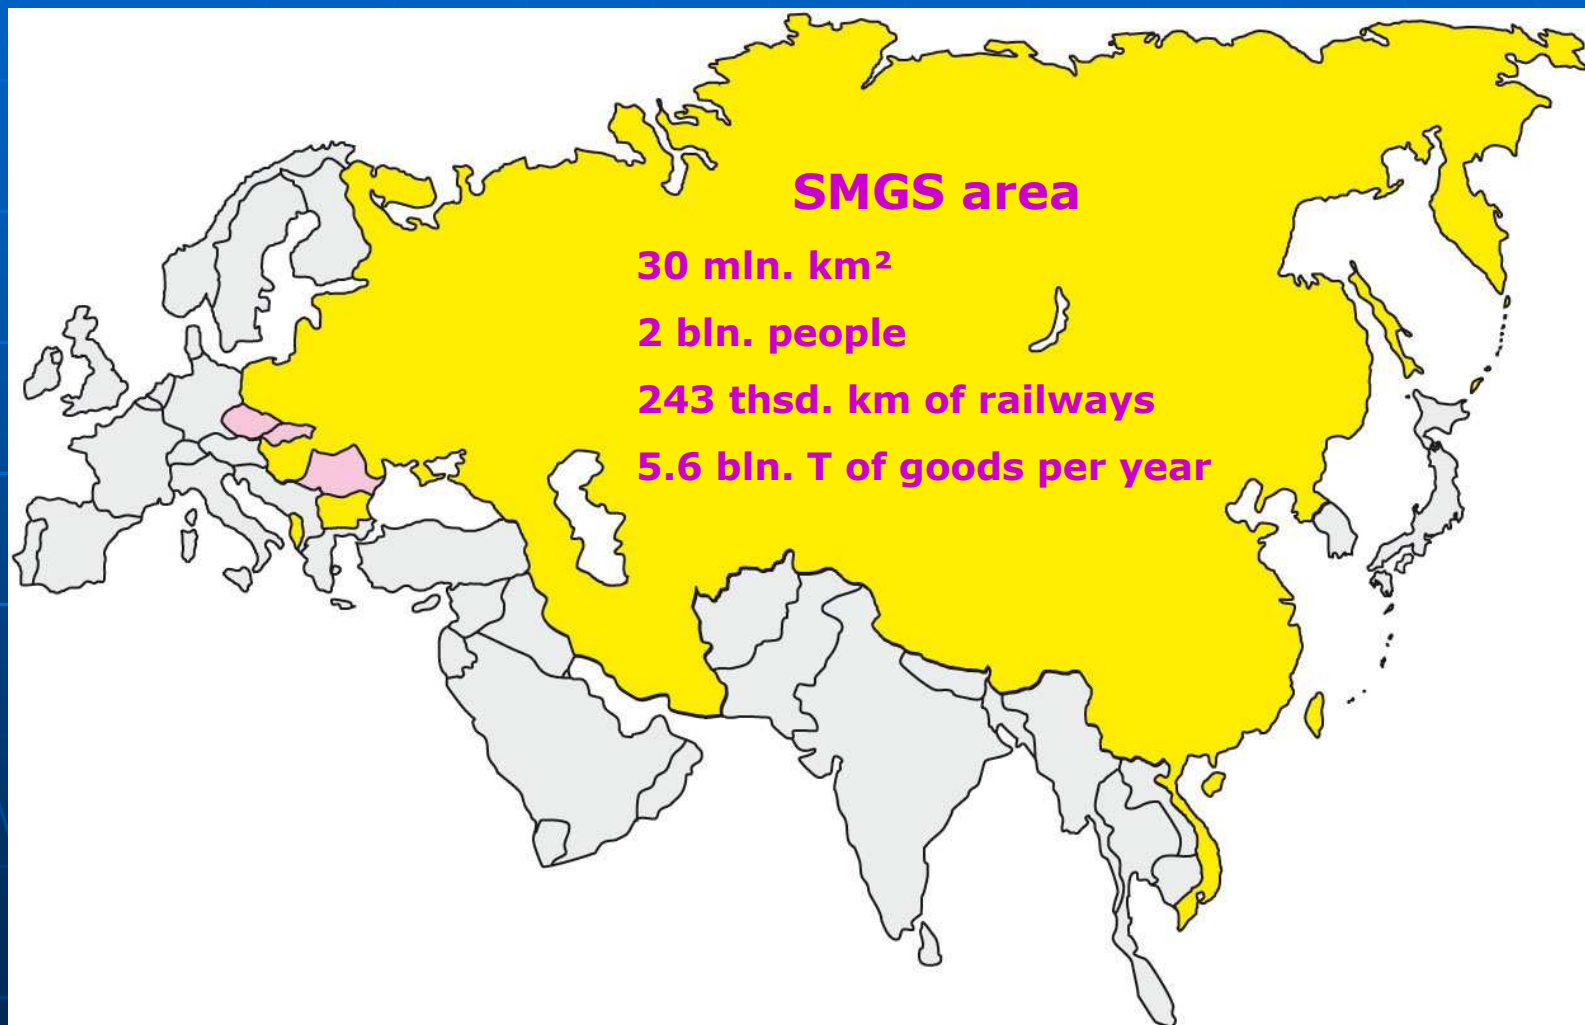 SMGS area
30 mln. km²
2 bln. people
243 thsd. km of railways
5.6 bln. T of goods per year